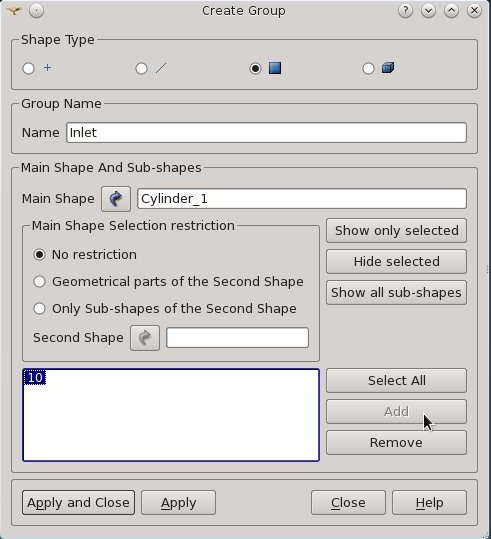 Create Group
Shape Type
Group Name
Name Inlet
Main Shape And Sub-shapes
Main Shape Cylinder_1
Main Shape Selection restriction
No restriction
Geometrical parts of the Second Shape
Only Sub-shapes of the Second Shape
Second Shape
Show only selected
Hide selected
Show all sub-shapes
10
Select All
Add
Remove
Apply and Close Apply Close Help